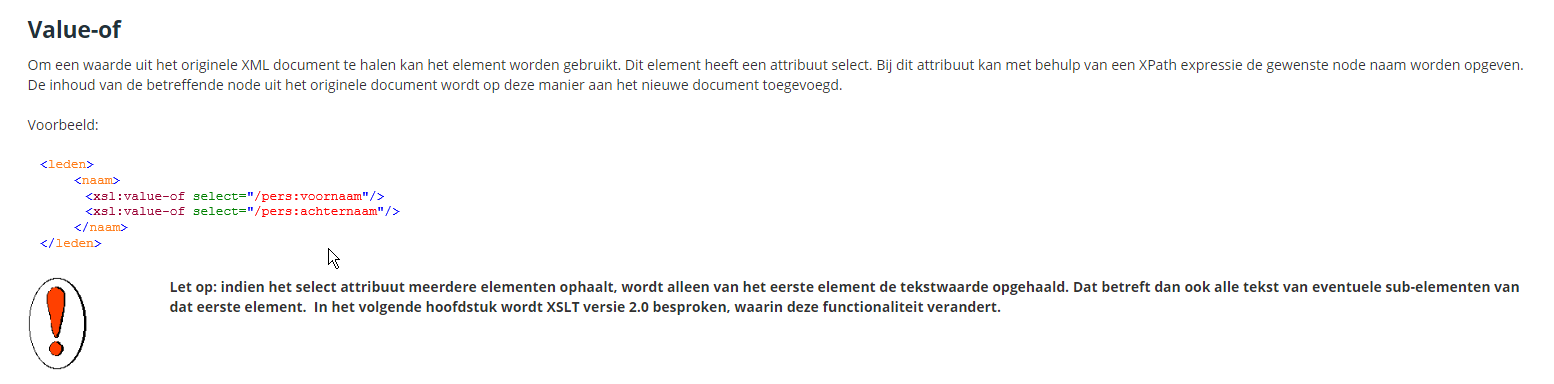 Value-of
Om een waarde uit het originele XML document te halen kan het element worden gebruikt. Dit element heeft een attribuut select. Bij dit attribuut kan met behulp van een XPath expressie de gewenste node naam worden opgeven.
De inhoud van de betreffende node uit het originele document wordt op deze manier aan het nieuwe document toegevoegd.
Voorbeeld:
<leden>
<naam>
<xsl:value-of select="/pers:voornaam"/>
<xsl:value-of select="/pers:achternaam"/>
</naam>
</leden>
Let op: indien het select attribuut meerdere elementen ophaalt, wordt alleen van het eerste element de tekstwaarde opgehaald. Dat betreft dan ook alle tekst van eventuele sub-elementen van
dat eerste element.  In het volgende hoofdstuk wordt XSLT versie 2.0 besproken, waarin deze functionaliteit verandert.